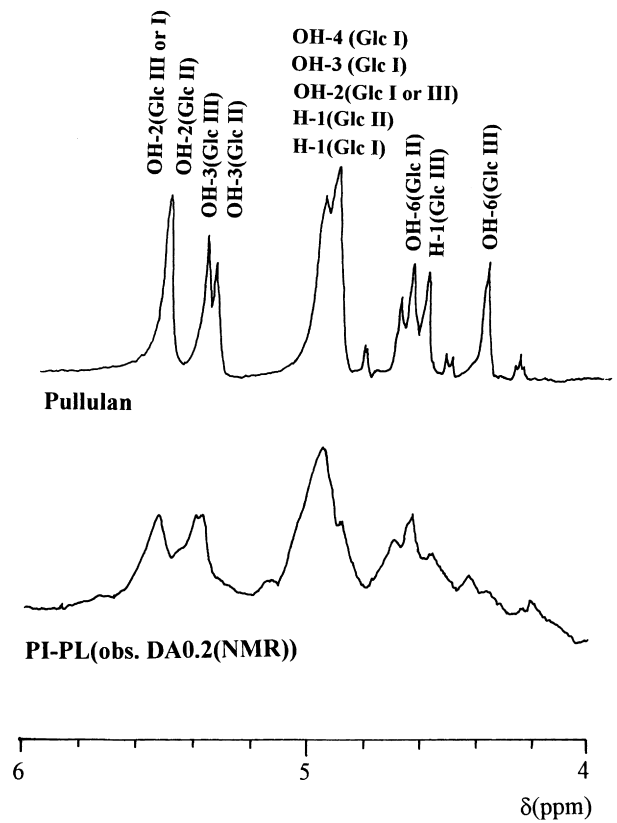 OH-2(Glc III or I)
OH-2(Glc II)
OH-3(Glc III)
OH-3(Glc II)
OH-4 (Glc I)
OH-3 (Glc I)
OH-2(Glc I or III)
H-1(Glc II)
H-1(Glc I)
OH-6(Glc II)
H-1(Glc III)
OH-6(Glc III)
Pullulan
PI-PL(obs. DA0.2(NMR))
6 5 4
δ(ppm)